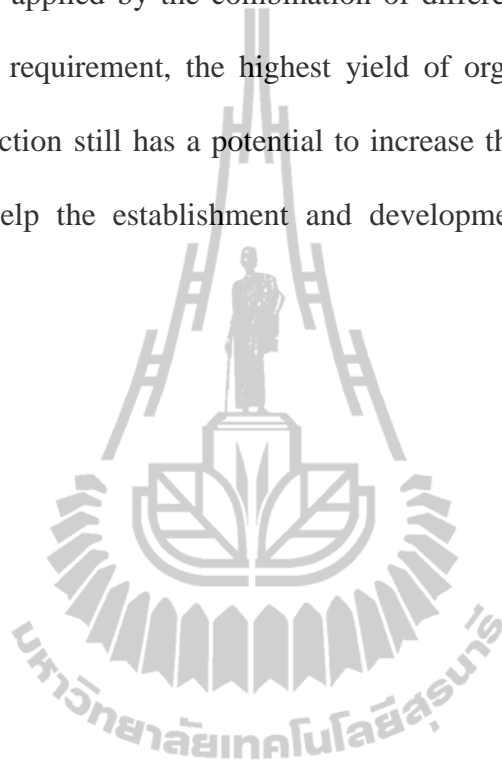 applied by the combination of differe
requirement, the highest yield of org
ction still has a potential to increase th
elp the establishment and developme
มหาวิทยาลัยเทคโนโลยีสุรนารี